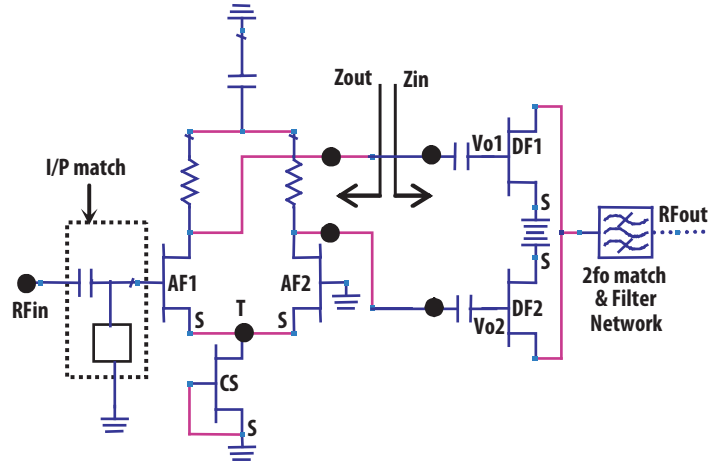 Zout
Zin
Vo1
DF1
I/P match
S
RFout
S
2fo match
& Filter
Network
RFin
AF1
AF2
DF2
Vo2
S
T
S
CS
S